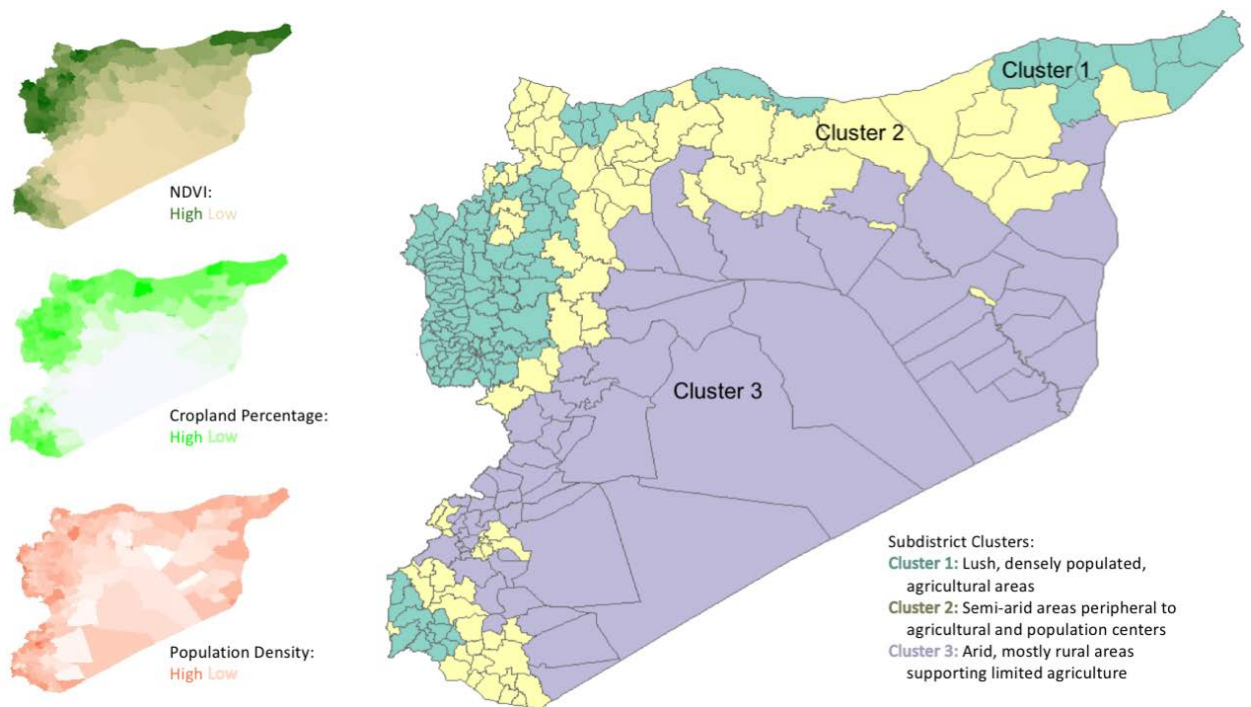 NDVI:
High Low
Cropland Percentage:
High Low
Population Density:
High Low
Cluster 1
Cluster 2
Cluster 3
Subdistrict Clusters:
Cluster 1: Lush, densely populated,
agricultural areas
Cluster 2: Semi-arid areas peripheral to
agricultural and population centers
Cluster 3: Arid, mostly rural areas
supporting limited agriculture